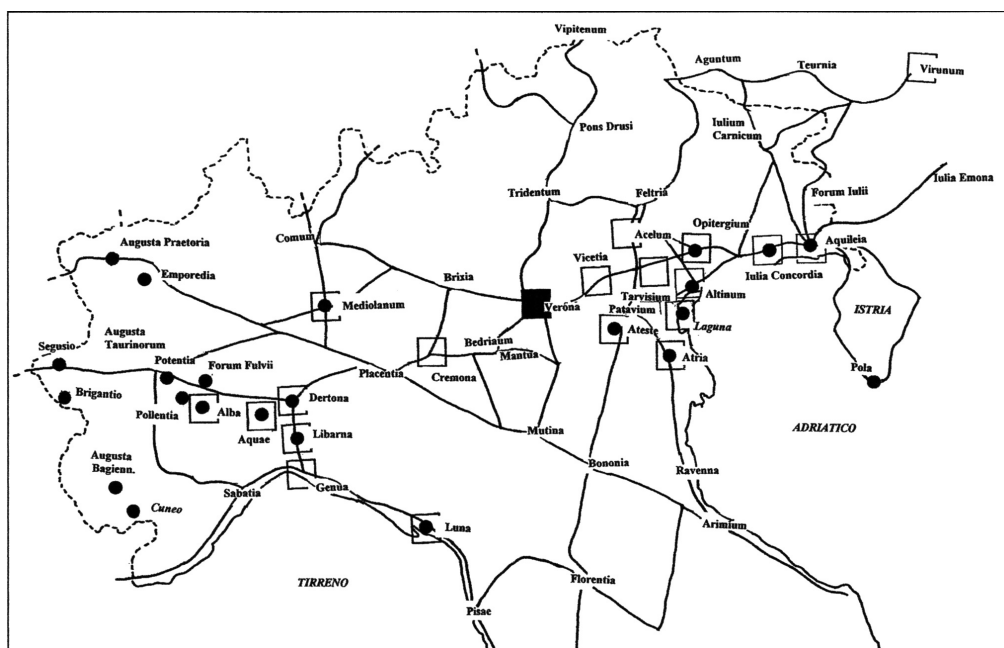 Vipitenum
Aguntum
Teurnia
Virunum
Pons Drusi
Iulium
Carnicum
Iulia Emona
Tridentum
Feltria
Forum Iulii
Comum
Augusta Praetoria
Acelum
Opitergium
Aquileia
Emporedia
Brixia
Vicetia
Iulia Concordia
Mediolanum
Verona
Tarvisium
Altinum
ISTRIA
Patavium
Laguna
Augusta
Taurinorum
Ateste
Segusio
Bedriacum
Mantua
Atria
Potentia
Forum Fulvii
Placentia
Cremona
Pola
Brigantio
Dertona
Pollentia
Alba
Aquae
Libarna
Mutina
ADRIATICO
Augusta
Bagienn.
Bononia
Ravenna
Sabatia
Genua
Cuneo
Luna
Arimium
TIRRENO
Florentia
Pisae